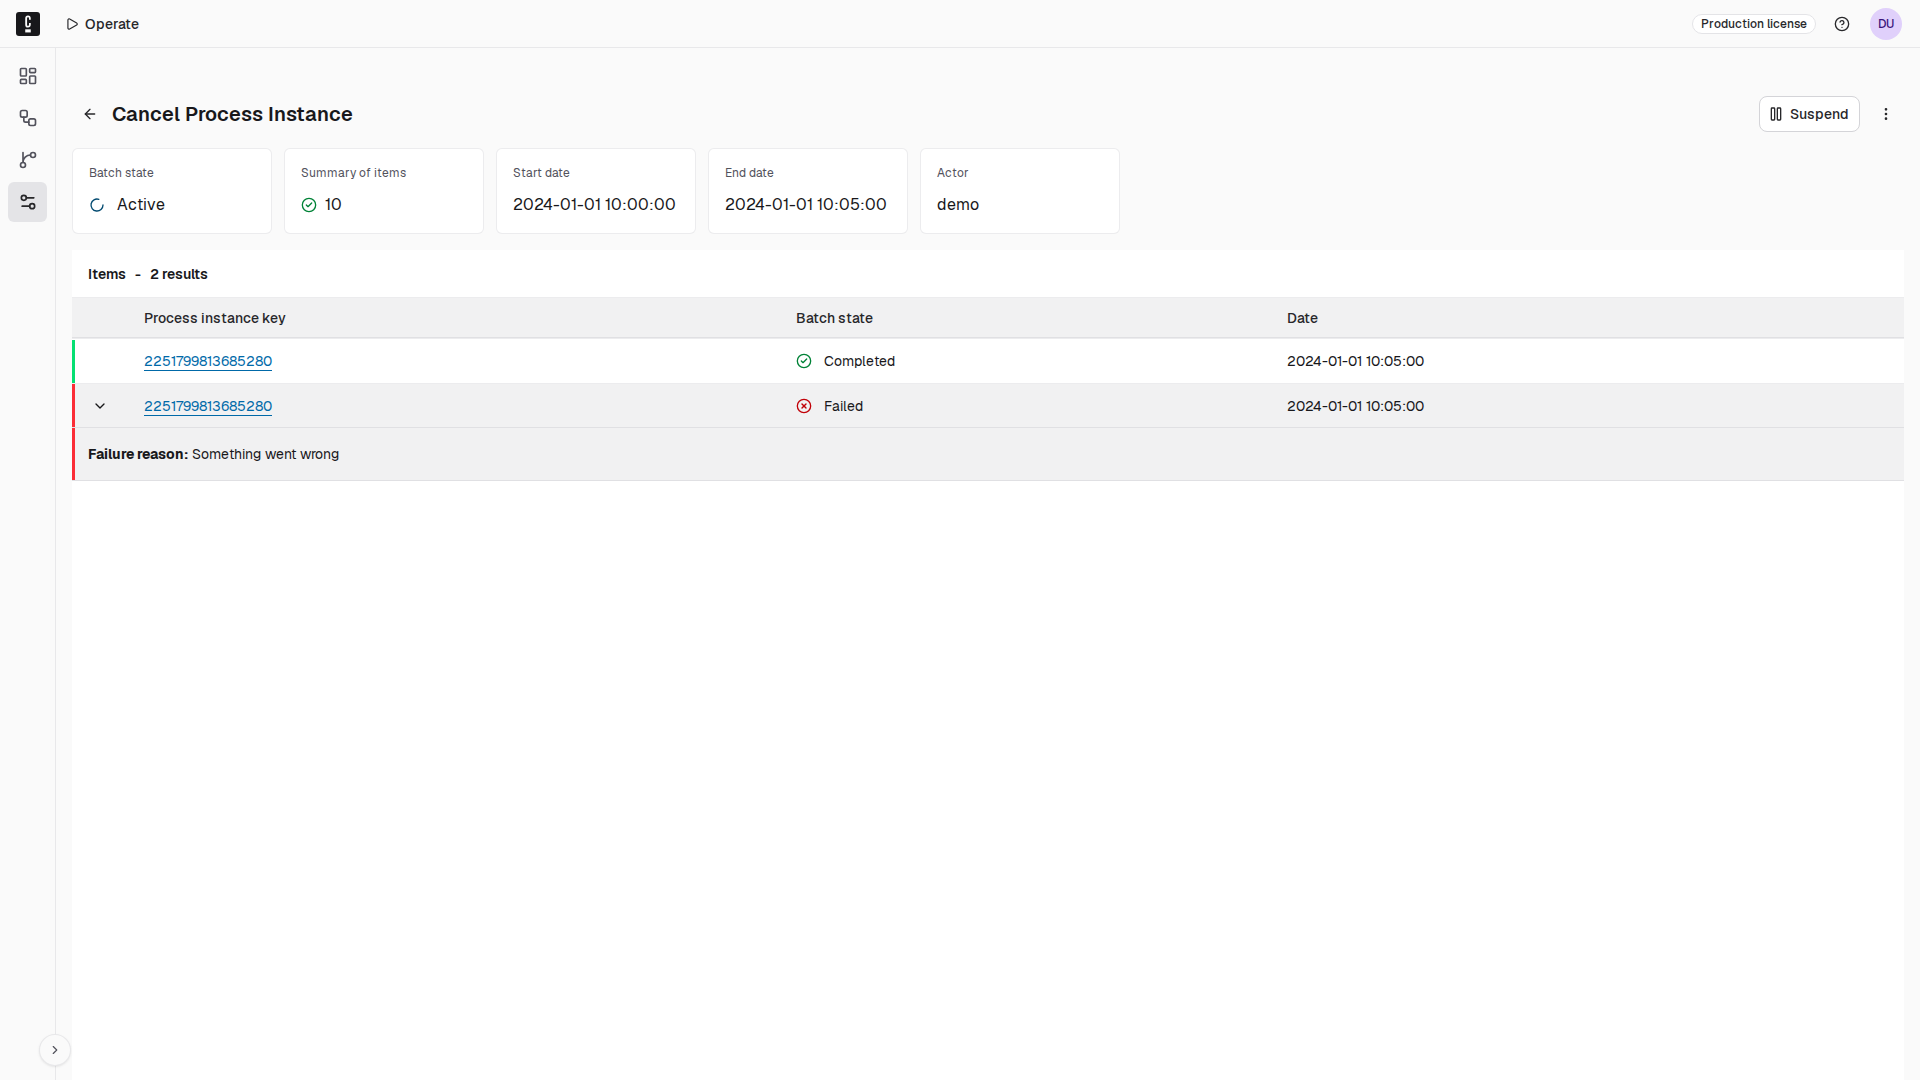 Operate
Production license
DU
Cancel Process Instance
Suspend
Batch state
Active
Summary of items
10
Start date
2024-01-01 10:00:00
End date
2024-01-01 10:05:00
Actor
demo
Items - 2 results
Process instance key Batch state Date
2251799813685280 Completed 2024-01-01 10:05:00
2251799813685280 Failed 2024-01-01 10:05:00
Failure reason: Something went wrong